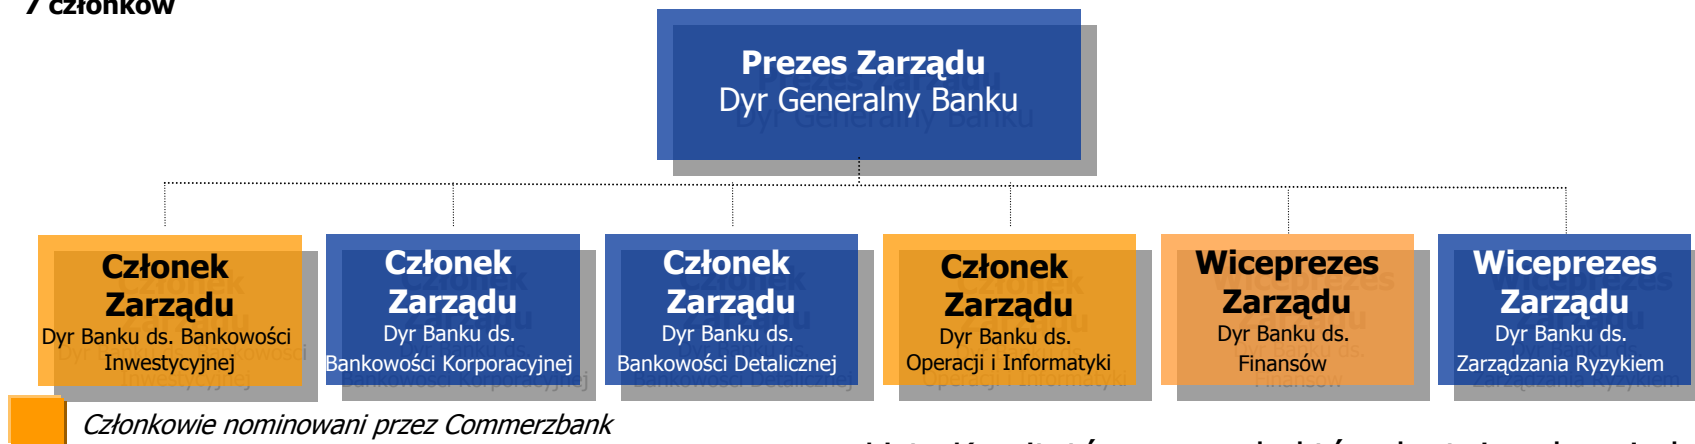 7 członków
Prezes Zarządu
Dyr Generalny Banku
Członek
Zarządu
Dyr Banku ds. Bankowości
Inwestycyjnej
Członek
Zarządu
Dyr Banku ds.
Bankowości Korporacyjnej
Członek
Zarządu
Dyr Banku ds.
Bankowości Detalicznej
Członek
Zarządu
Dyr Banku ds.
Operacji i Informatyki
Wiceprezes
Zarządu
Dyr Banku ds.
Finansów
Wiceprezes
Zarządu
Dyr Banku ds.
Zarządzania Ryzykiem
Członkowie nominowani przez Commerzbank